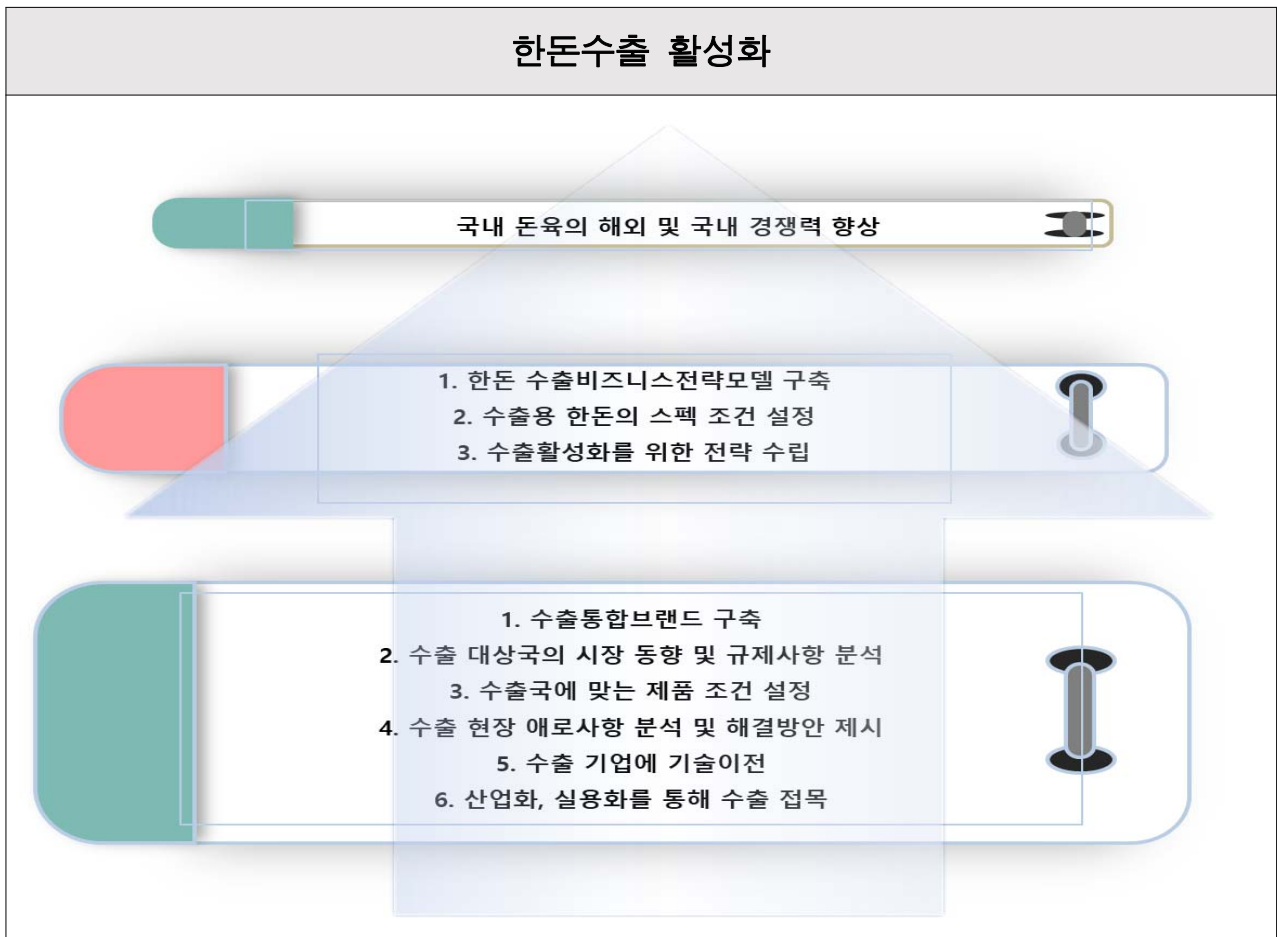 한돈수출 활성화
국내 돈육의 해외 및 국내 경쟁력 향상
1. 한돈 수출비즈니스전략모델 구축
2. 수출용 한돈의 스펙 조건 설정
3. 수출활성화를 위한 전략 수립
1. 수출통합브랜드 구축
2. 수출 대상국의 시장 동향 및 규제사항 분석
3. 수출국에 맞는 제품 조건 설정
4. 수출 현장 애로사항 분석 및 해결방안 제시
5. 수출 기업에 기술이전
6. 산업화, 실용화를 통해 수출 접목